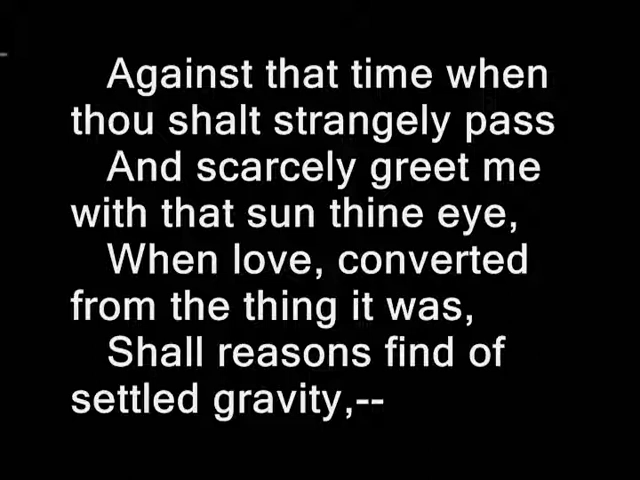 Against that time when
thou shalt strangely pass
And scarcely greet me
with that sun thine eye,
When love, converted
from the thing it was,
Shall reasons find of
settled gravity,--